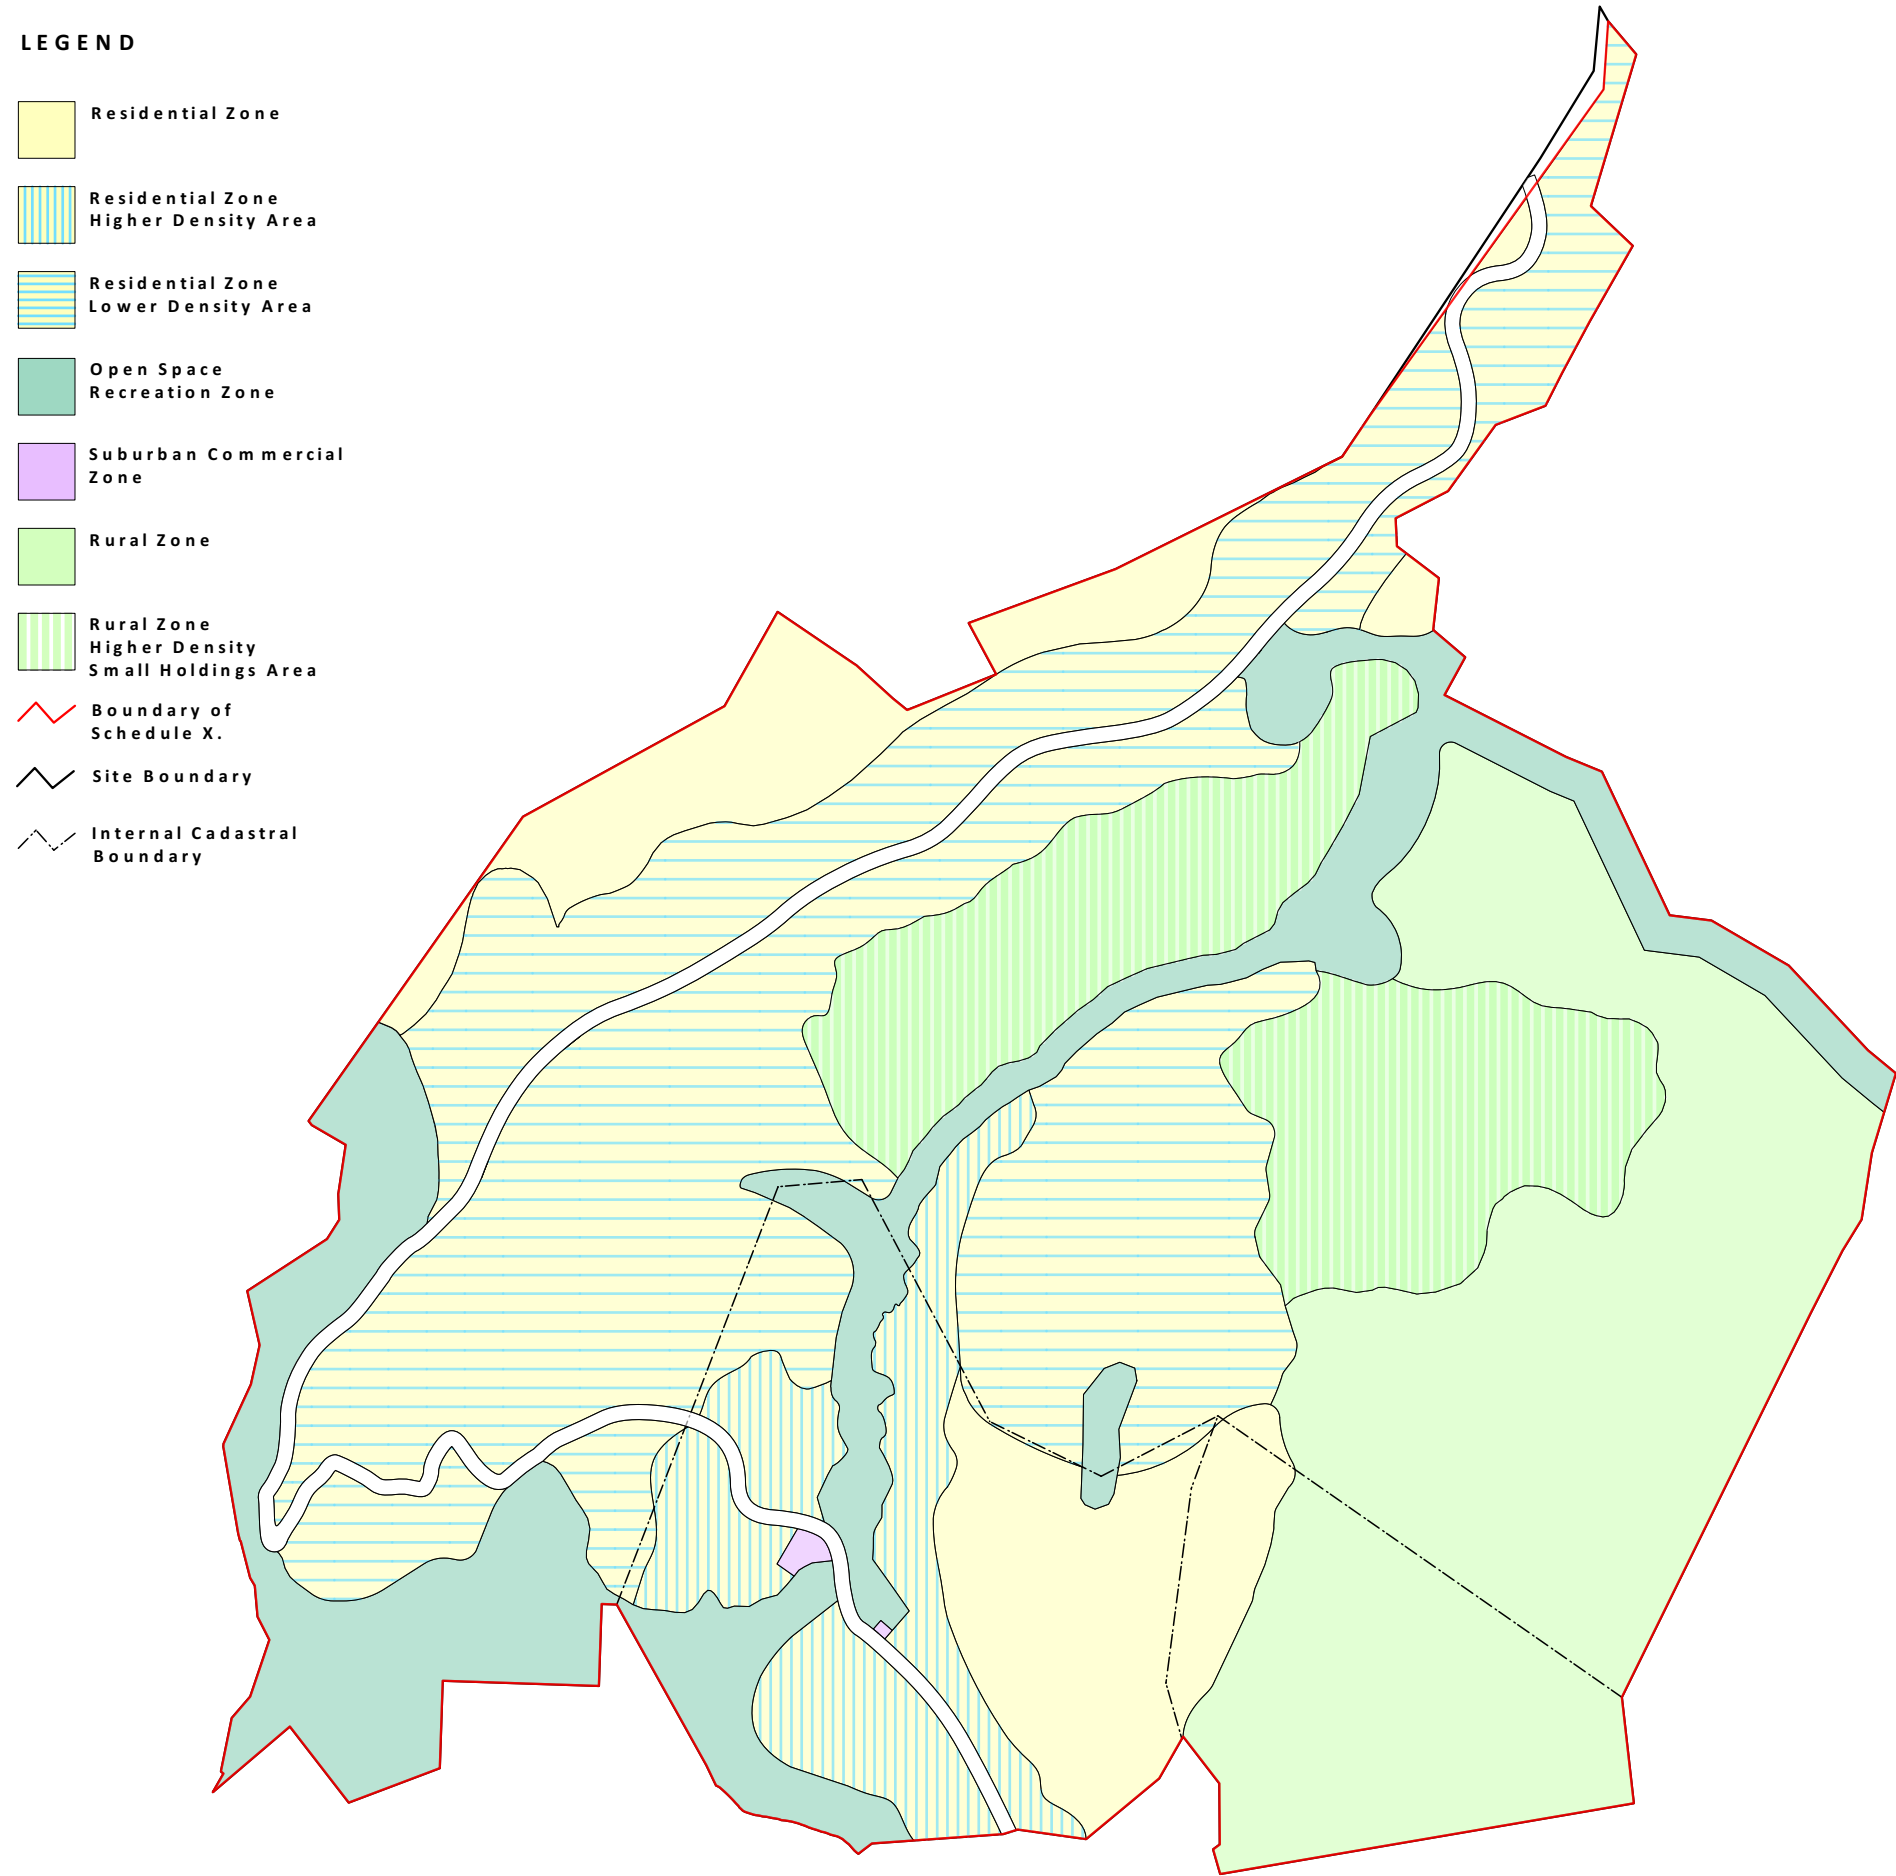 LEGEND
Residential Zone
Residential Zone
Higher Density Area
Residential Zone
Lower Density Area
Open Space
Recreation Zone
Suburban Commercial
Zone
Rural Zone
Rural Zone
Higher Density
Small Holdings Area
Boundary of
Schedule X.
Site Boundary
Internal Cadastral
Boundary